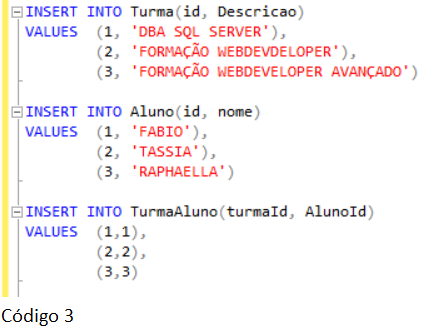 INSERT INTO Turma(id, Descricao)
VALUES (1, 'DBA SQL SERVER'),
(2, 'FORMAÇÃO WEBDEVDELOPER'),
(3, 'FORMAÇÃO WEBDEVELOPER AVANÇADO')
INSERT INTO Aluno(id, nome)
VALUES (1, 'FABIO'),
(2, 'TASSIA'),
(3, 'RAPHAELLA')
INSERT INTO TurmaAluno(turmaId, AlunoId)
VALUES (1,1),
(2,2),
(3,3)
Código 3